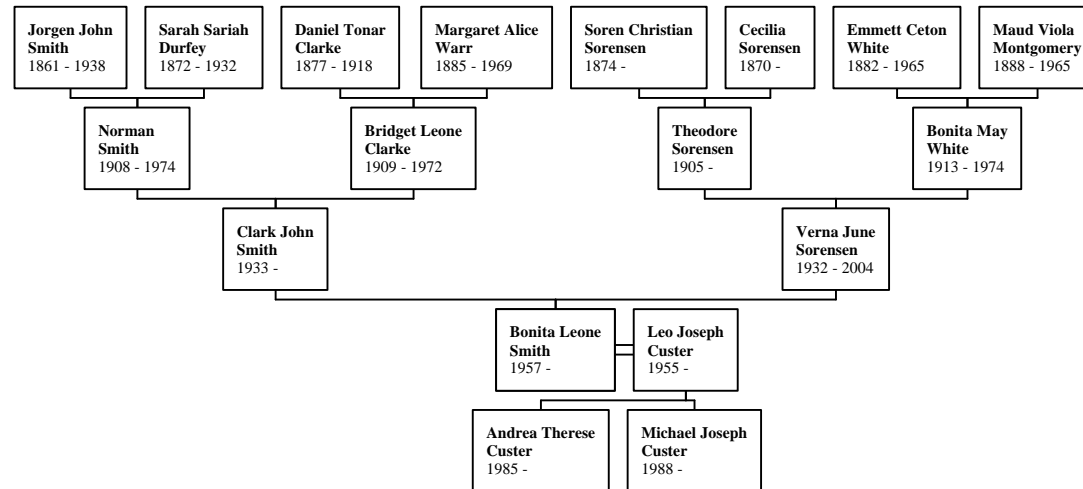 Jorgen John
Smith
1861 - 1938
Sarah Sariah
Durfey
1872 - 1932
Daniel Tonar
Clarke
1877 - 1918
Margaret Alice
Warr
1885 - 1969
Soren Christian
Sorensen
1874 -
Cecilia
Sorensen
1870 -
Emmett Ceton
White
1882 - 1965
Maud Viola
Montgomery
1888 - 1965
Norman
Smith
1908 - 1974
Bridget Leone
Clarke
1909 - 1972
Theodore
Sorensen
1905 -
Bonita May
White
1913 - 1974
Clark John
Smith
1933 -
Verna June
Sorensen
1932 - 2004
Bonita Leone
Smith
1957 -
Leo Joseph
Custer
1955 -
Andrea Therese
Custer
1985 -
Michael Joseph
Custer
1988 -